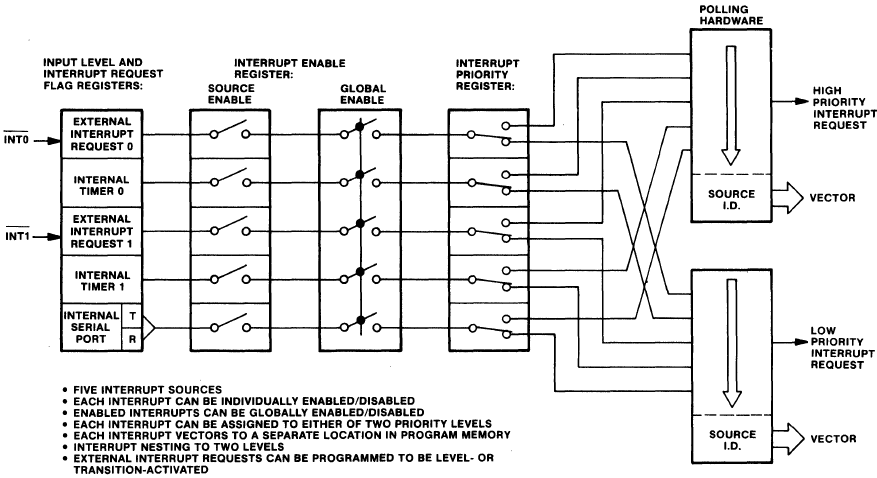 POLLING
HARDWARE
INPUT LEVEL AND
INTERRUPT REQUEST
FLAG REGISTERS:
INTERRUPT ENABLE
REGISTER:
SOURCE
ENABLE
GLOBAL
ENABLE
INTERRUPT
PRIORITY
REGISTER:
INT0
EXTERNAL
INTERRUPT
REQUEST 0
INTERNAL
TIMER 0
INT1
EXTERNAL
INTERRUPT
REQUEST 1
INTERNAL
TIMER 1
INTERNAL
SERIAL
PORT
T
R
HIGH
PRIORITY
INTERRUPT
REQUEST
SOURCE
I.D.
VECTOR
LOW
PRIORITY
INTERRUPT
REQUEST
SOURCE
I.D.
VECTOR
• FIVE INTERRUPT SOURCES
• EACH INTERRUPT CAN BE INDIVIDUALLY ENABLED/DISABLED
• ENABLED INTERRUPTS CAN BE GLOBALLY ENABLED/DISABLED
• EACH INTERRUPT CAN BE ASSIGNED TO EITHER OF TWO PRIORITY LEVELS
• EACH INTERRUPT VECTORS TO A SEPARATE LOCATION IN PROGRAM MEMORY
• INTERRUPT NESTING TO TWO LEVELS
• EXTERNAL INTERRUPT REQUESTS CAN BE PROGRAMMED TO BE LEVEL- OR
TRANSITION-ACTIVATED